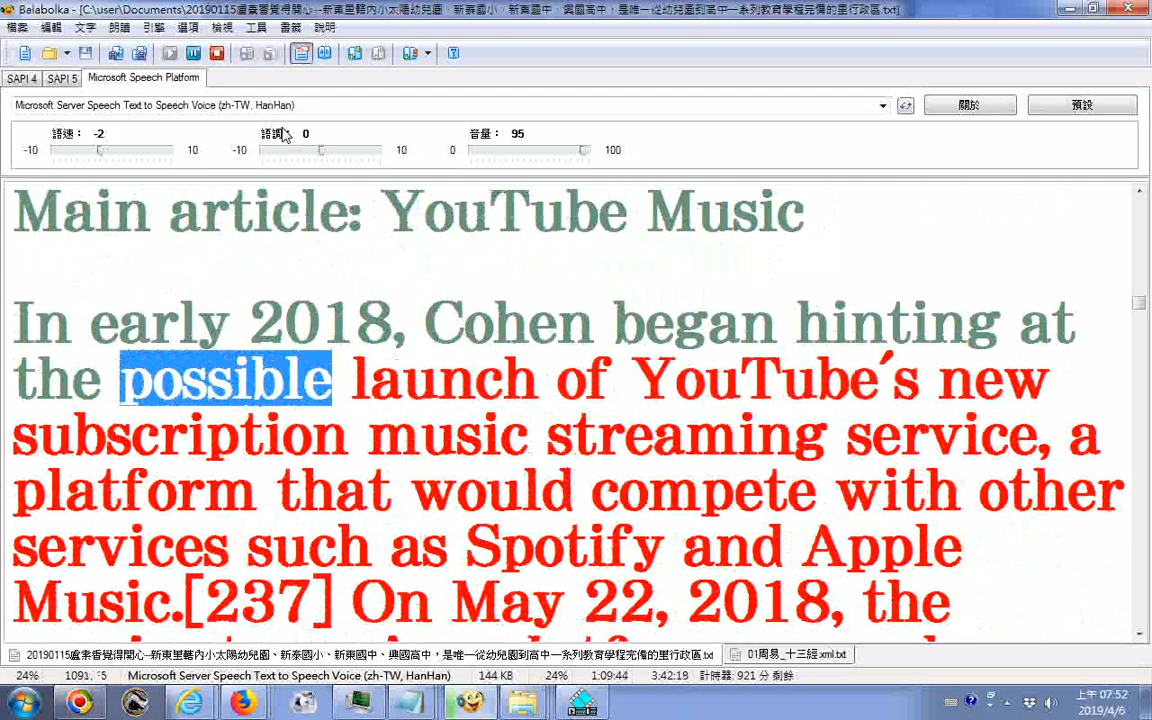 Balabolka - [C:\user\Documents\20190115盧素香覺得開心--新東里轄內小太陽幼兒園、新泰國小、新東國中、興國高中，是唯一從幼兒園到高中一系列教育學程完備的里行政區.txt]
檔案 編輯 文字 朗讀 引擎 選項 檢視 工具 書籤 說明
SAPI 4 SAPI 5 Microsoft Speech Platform
Microsoft Server Speech Text to Speech Voice (zh-TW, HanHan) 關於 預設
語速： -2 語調： 0 音量： 95
-10 10 -10 10 0 100
Main article: YouTube Music
In early 2018, Cohen began hinting at
the possible launch of YouTube´s new
subscription music streaming service, a
platform that would compete with other
services such as Spotify and Apple
Music.[237] On May 22, 2018, the
20190115盧素香覺得開心--新東里轄內小太陽幼兒園、新泰國小、新東國中、興國高中，是唯一從幼兒園到高中一系列教育學程完備的里行政區.txt 01周易_十三經.xml.txt
24% Microsoft Server Speech Text to Speech Voice (zh-TW, HanHan) 144 KB 24% 1:09:44 3:42:18 計時器: 921 分 剩餘
上午 07:52
2019/4/6